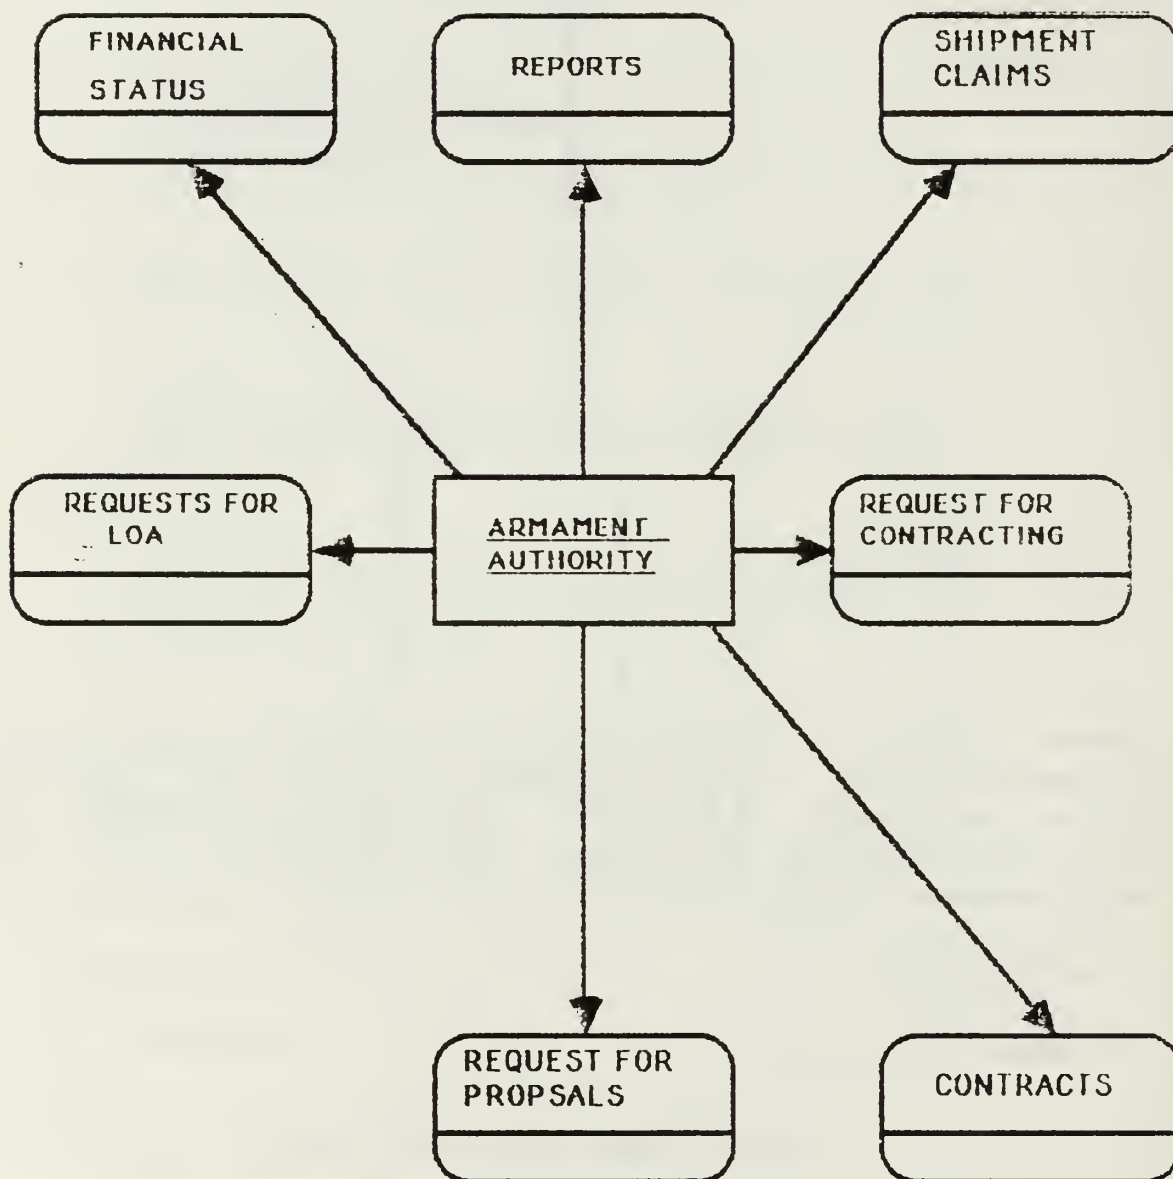 FINANCIAL
STATUS
REPORTS
SHIPMENT
CLAIMS
REQUESTS FOR
LOA
ARMAMENT
AUTHORITY
REQUEST FOR
CONTRACTING
REQUEST FOR
PROPSALS
CONTRACTS